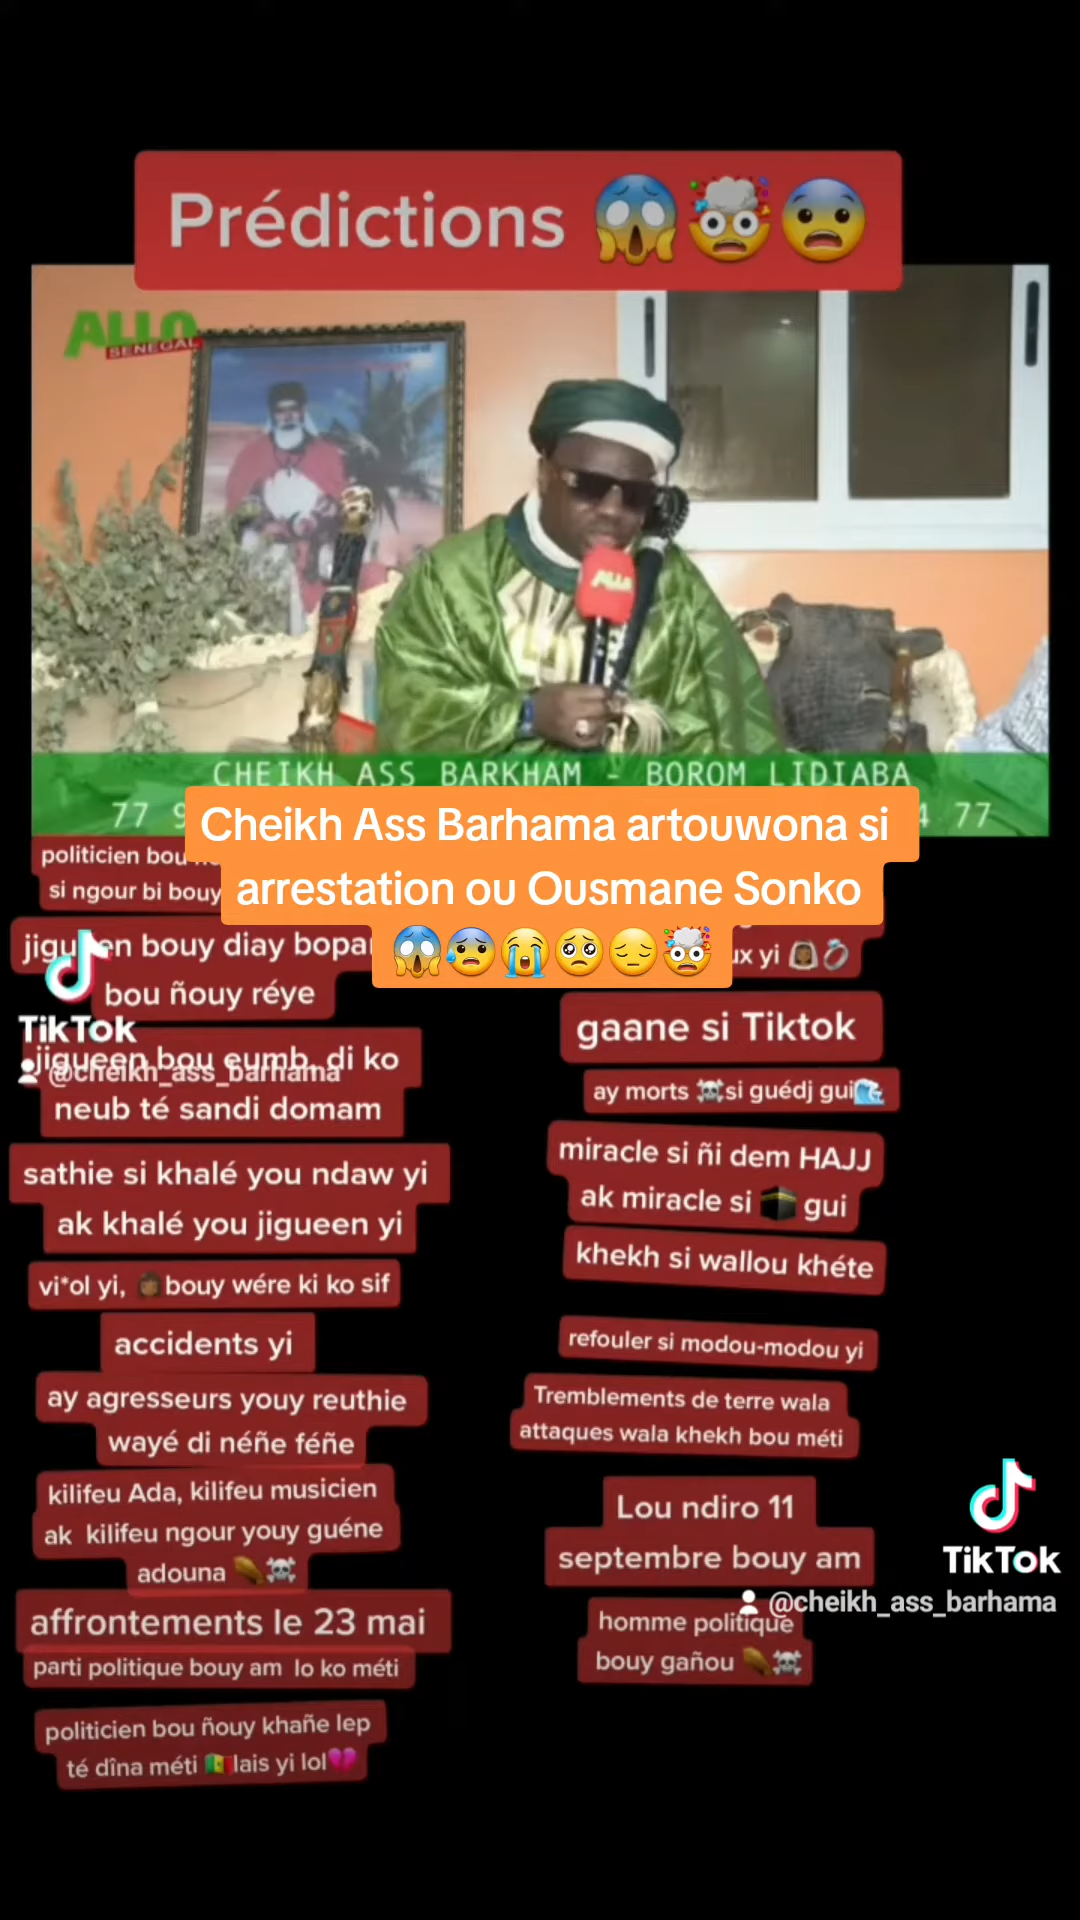 Prédictions 😱🤯😨
ALLO
SENEGAL
ALLO
CHEIKH ASS BARKHAM - BOROM LIDIABA
77 9
4 77
Cheikh Ass Barhama artouwona si
arrestation ou Ousmane Sonko
😱😰😭🥺😔🤯
politicien bou
si ngour bi bouy
jigueen bouy diay
bou ñouy réye
TikTok
@cheikh_ass_barhama
jigueen bou eumb, di ko
neub té sandi domam
sathie si khalé you ndaw yi
ak khalé you jigueen yi
vi*ol yi, 👩🏾bouy wére ki ko sif
accidents yi
ay agresseurs youy reuthie
wayé di néñe féñe
kilifeu Ada, kilifeu musicien
ak kilifeu ngour youy guéne
adouna ⚰️☠️
affrontements le 23 mai
parti politique bouy am lo ko méti
politicien bou ñouy khañe lep
té dîna méti 🇸🇳lais yi lol💔
yi 👰🏾💍
gaane si Tiktok
ay morts ☠️si guédj gui🌊
miracle si ñi dem HAJJ
ak miracle si 🕋 gui
khekh si wallou khéte
refouler si modou-modou yi
Tremblements de terre wala
attaques wala khekh bou méti
Lou ndiro 11
septembre bouy am
homme politique
bouy gañou ⚰️☠️
TikTok
@cheikh_ass_barhama